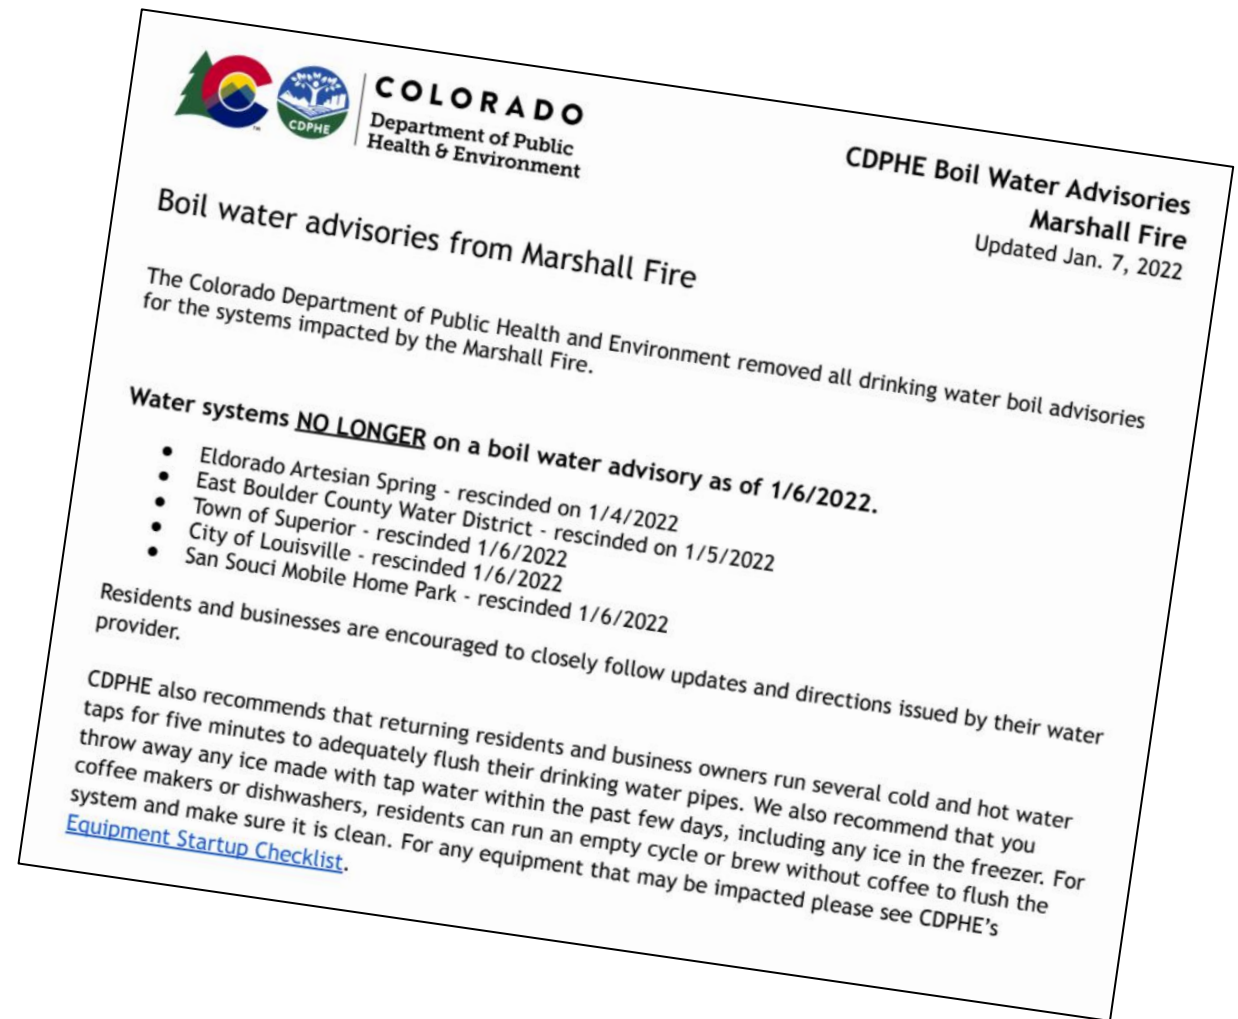 COLORADO
Department of Public
Health & Environment
CDPHE
TM
CDPHE Boil Water Advisories
Marshall Fire
Updated Jan. 7, 2022
Boil water advisories from Marshall Fire
The Colorado Department of Public Health and Environment removed all drinking water boil advisories
for the systems impacted by the Marshall Fire.
Water systems NO LONGER on a boil water advisory as of 1/6/2022.
● Eldorado Artesian Spring - rescinded on 1/4/2022
● East Boulder County Water District - rescinded on 1/5/2022
● Town of Superior - rescinded 1/6/2022
● City of Louisville - rescinded 1/6/2022
● San Souci Mobile Home Park - rescinded 1/6/2022
Residents and businesses are encouraged to closely follow updates and directions issued by their water
provider.
CDPHE also recommends that returning residents and business owners run several cold and hot water
taps for five minutes to adequately flush their drinking water pipes. We also recommend that you
throw away any ice made with tap water within the past few days, including any ice in the freezer. For
coffee makers or dishwashers, residents can run an empty cycle or brew without coffee to flush the
system and make sure it is clean. For any equipment that may be impacted please see CDPHE's
Equipment Startup Checklist.